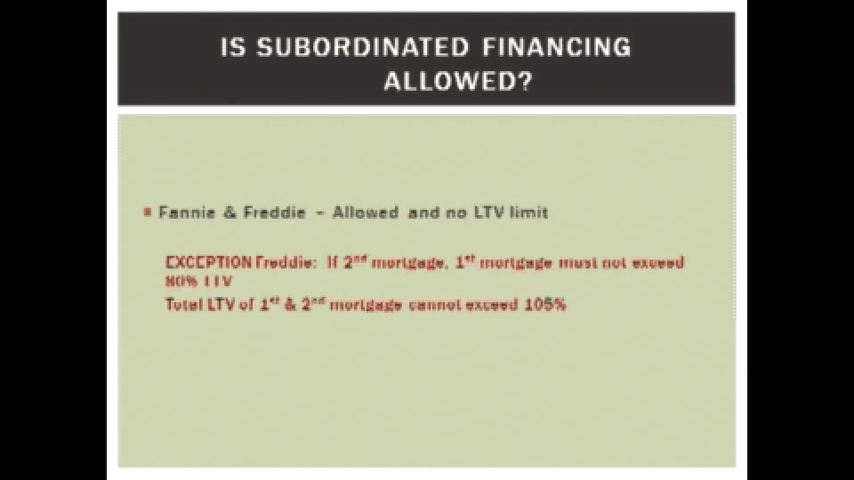 IS SUBORDINATED FINANCING
ALLOWED?
Fannie & Freddie – Allowed and no LTV limit
EXCEPTION Freddie: If 2nd mortgage, 1st mortgage must not exceed
80% LTV
Total LTV of 1st & 2nd mortgage cannot exceed 105%